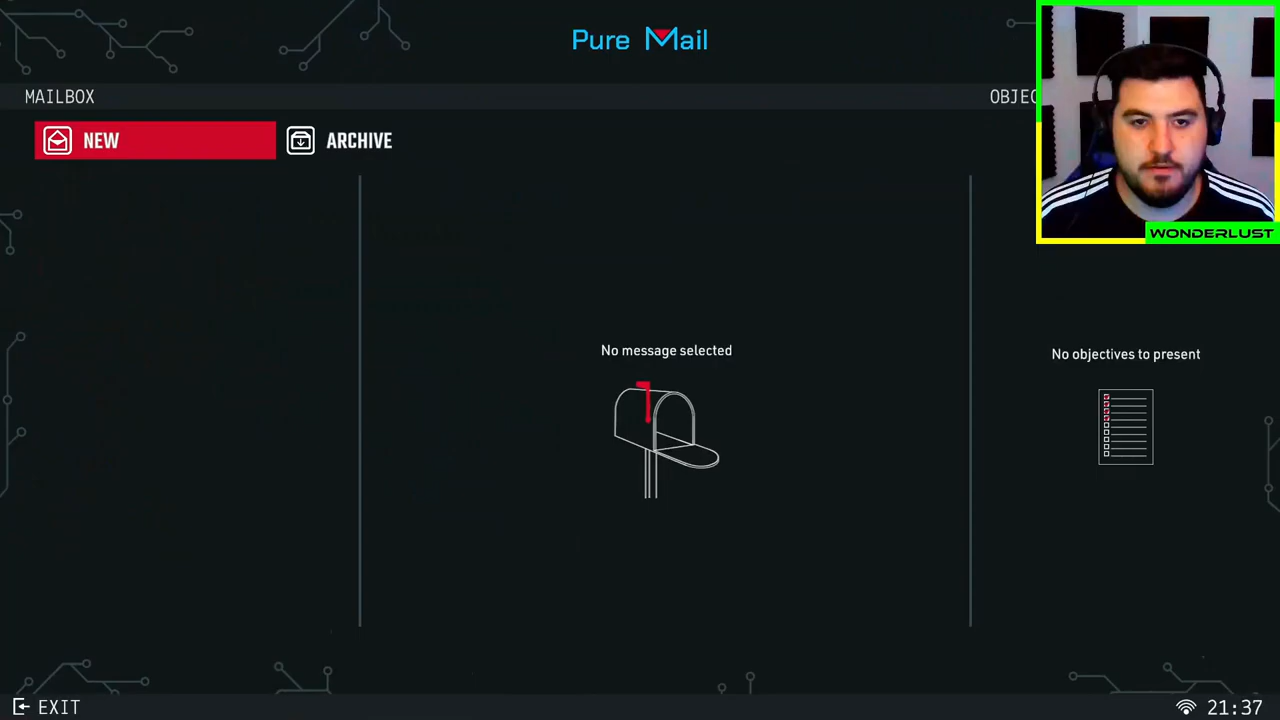 Pure Mail
MAILBOX
OBJEC
NEW
ARCHIVE
WONDERLUST
No message selected
No objectives to present
EXIT
21:37